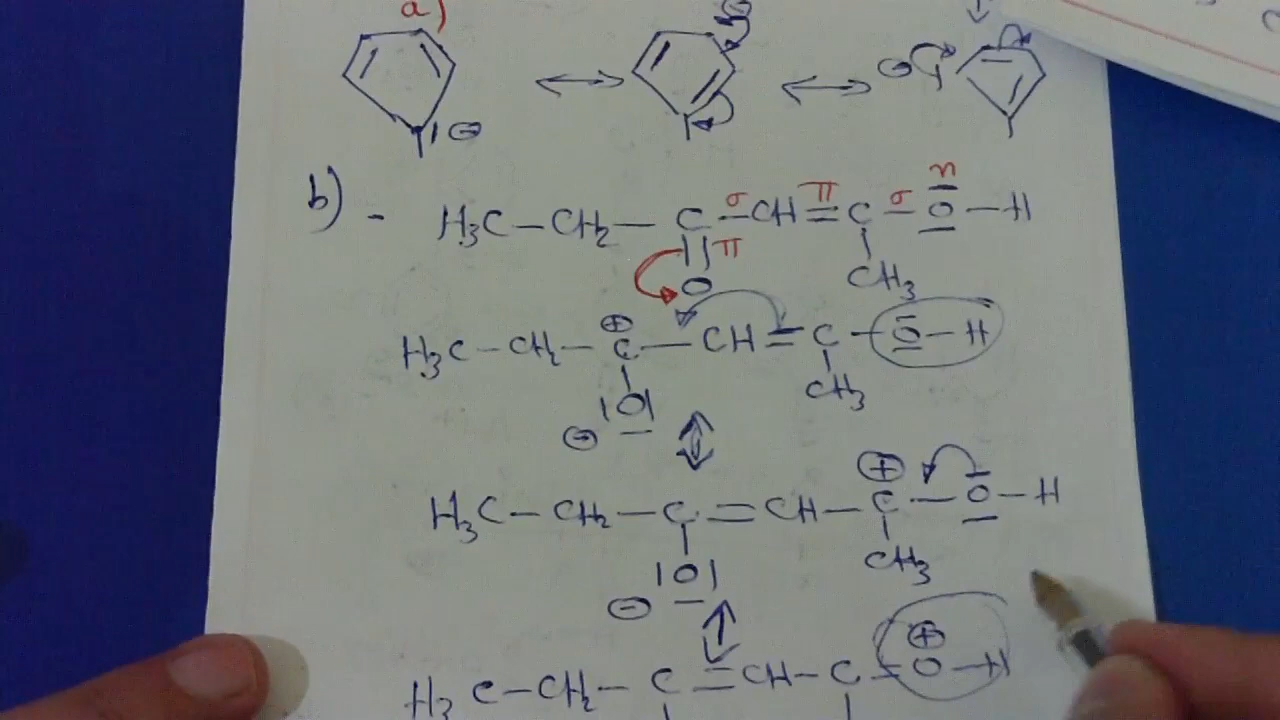 a)
⊖ ⟷ ⟷ ⊖
b) - H₃C – CH₂ – C – CH = C – O – H
σ π σ n
|| π
O CH₃
H₃C – CH₂ – C – CH = C – O – H
⊕
|O| CH₃
⊖
⊕
H₃C – CH₂ – C = CH – C – O – H
|O| CH₃
⊖
⊕
H₃C – CH₂ – C = CH – C – O – H